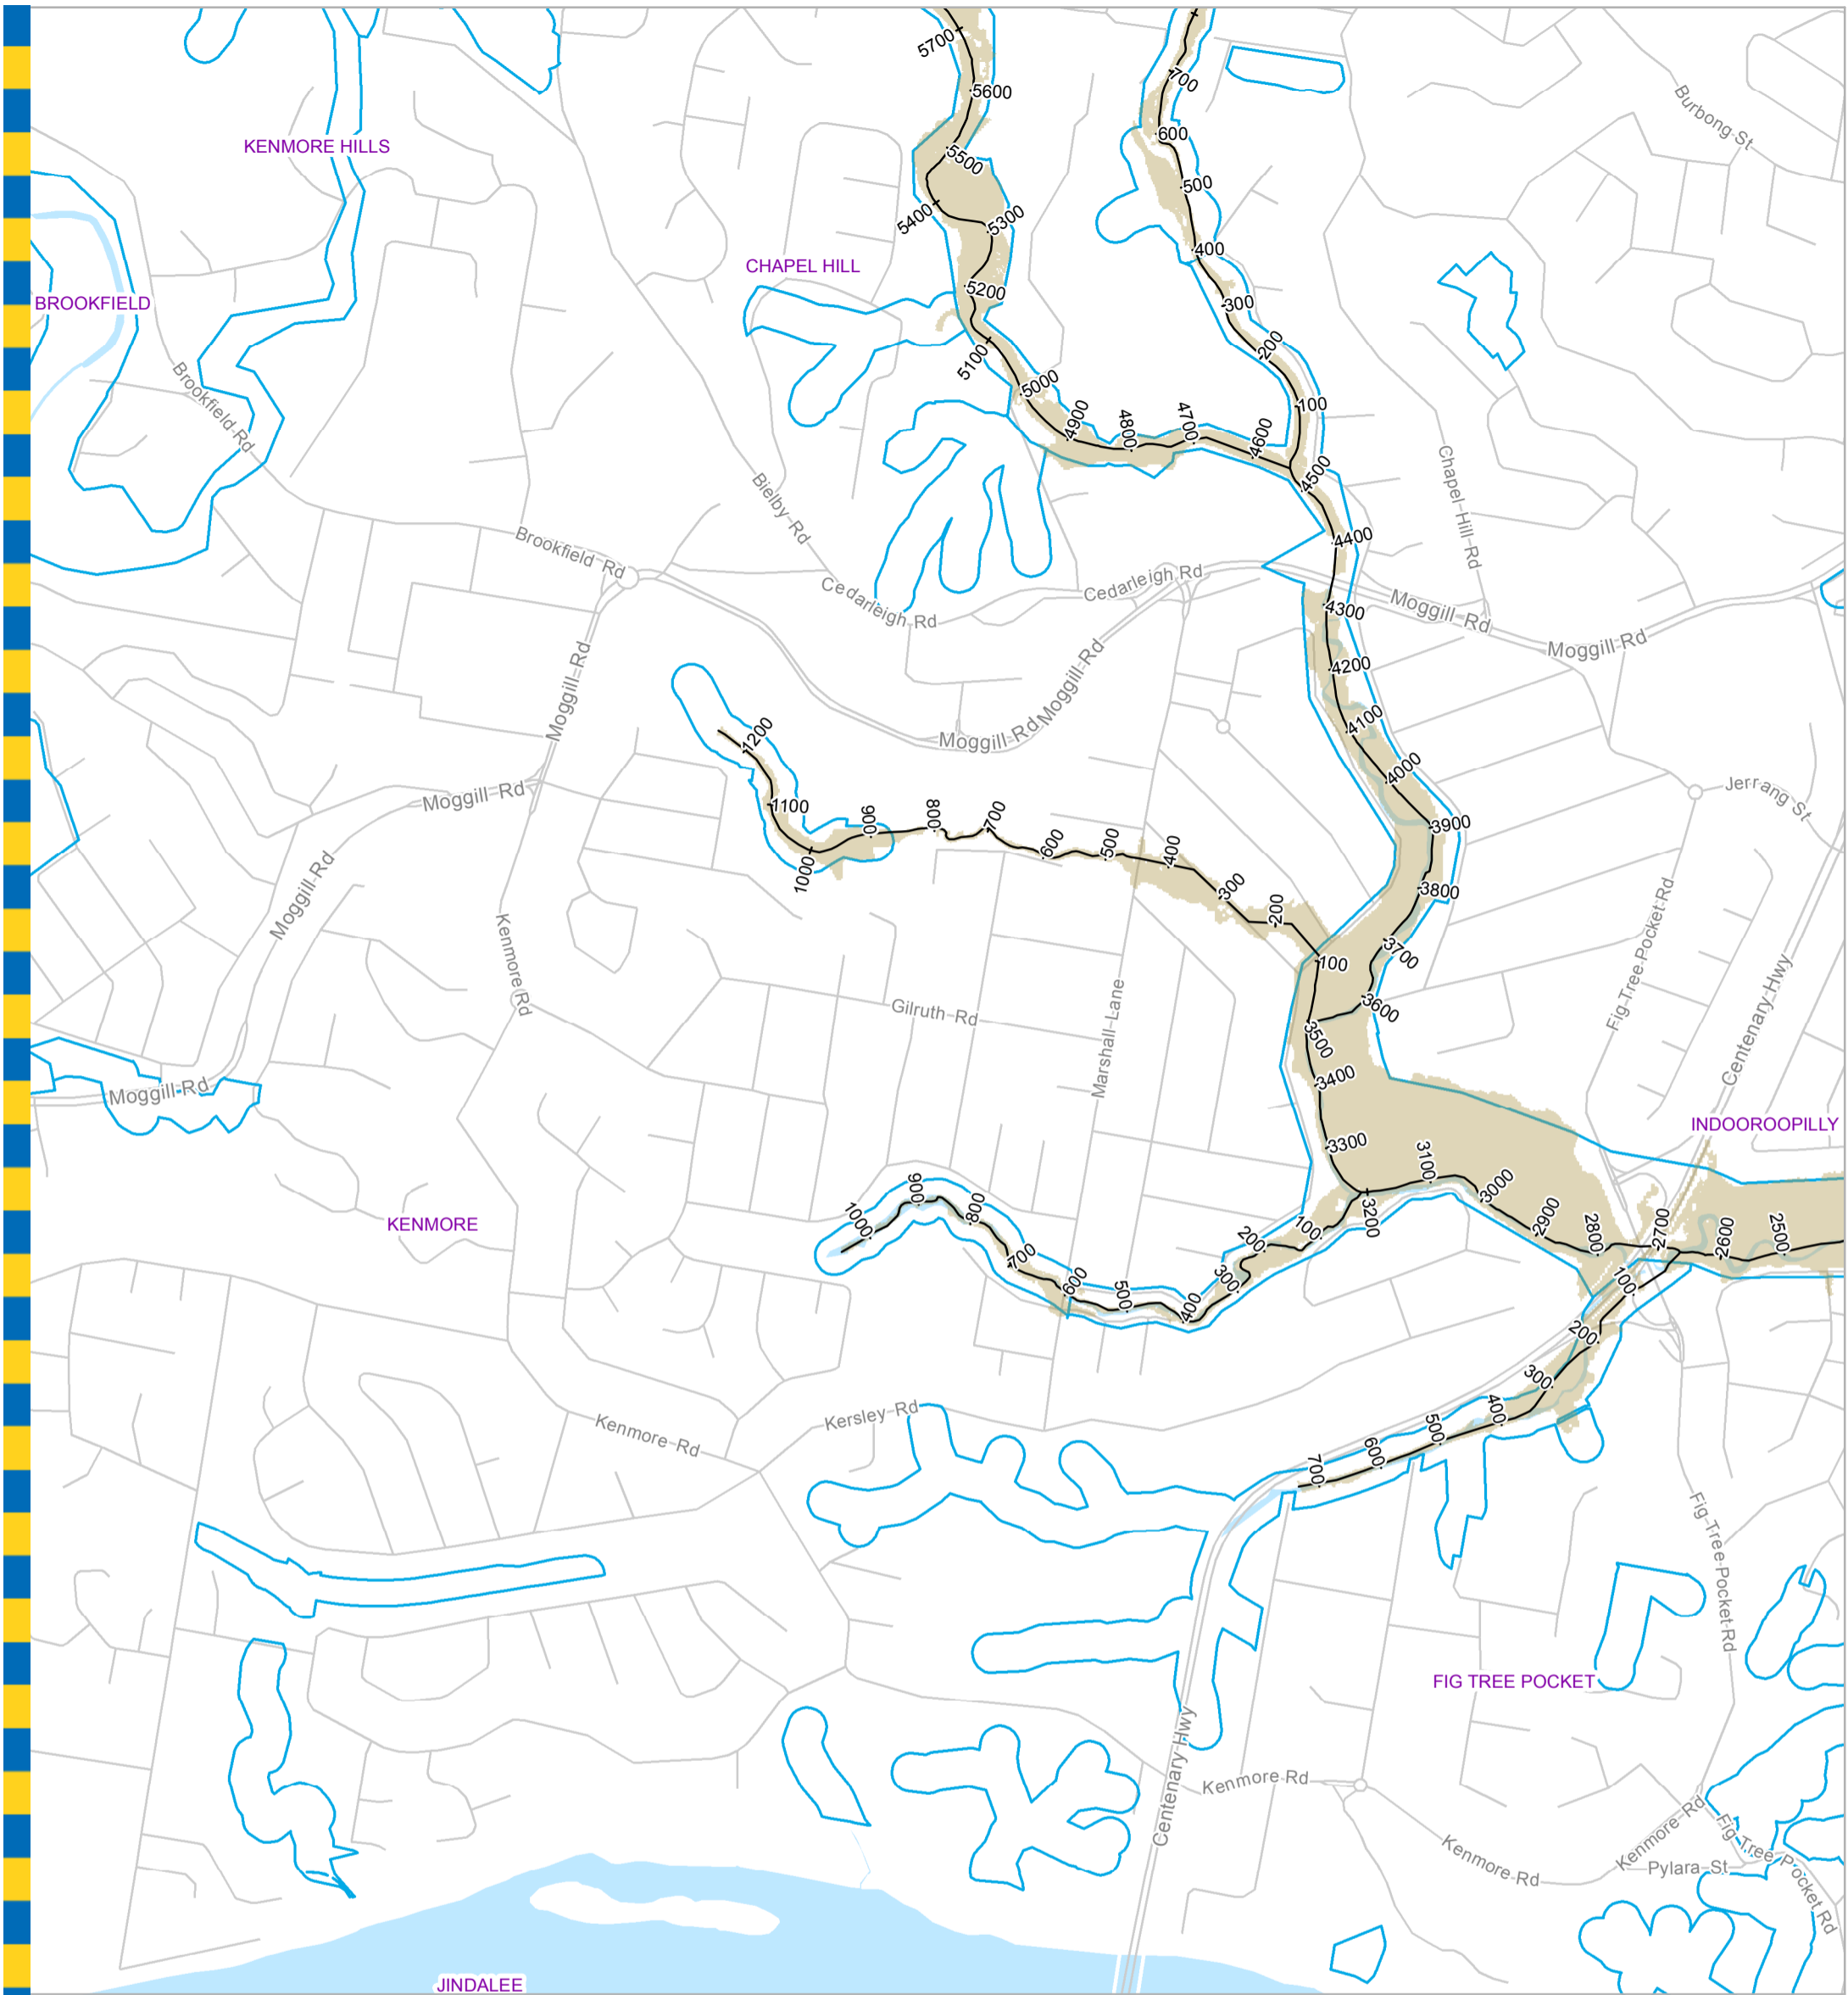 5700
5600
700
Burbong St
600
KENMORE HILLS
5500
500
5400
5300
400
CHAPEL HILL
5200
BROOKFIELD
300
200
5100
Brookfield Rd
5000
100
4900
4800
4700
4600
4500
Chapel Hill Rd
Bielby Rd
4400
Brookfield Rd
Cedarleigh Rd
Cedarleigh Rd
4300
Moggill Rd
Moggill Rd
4200
Moggill Rd
Moggill Rd
4100
1200
Moggill Rd
4000
Jerrang St
Moggill Rd
1100
900
800
700
3900
600
500
400
1000
Moggill Rd
300
3800
200
Fig Tree Pocket Rd
Kenmore Rd
3700
100
Centenary Hwy
3600
Gilruth Rd
3500
Marshall Lane
3400
Moggill Rd
INDOOROOPILLY
3300
3100
3000
900
800
1000
KENMORE
3200
2900
2800
2700
2600
2500
100
200
700
300
600
500
400
100
200
300
400
Kersley Rd
Kenmore Rd
500
600
700
Fig Tree Pocket Rd
FIG TREE POCKET
Centenary Hwy
Kenmore Rd
Kenmore Rd
Kenmore Rd
Fig Tree Pocket Rd
Pylara St
JINDALEE